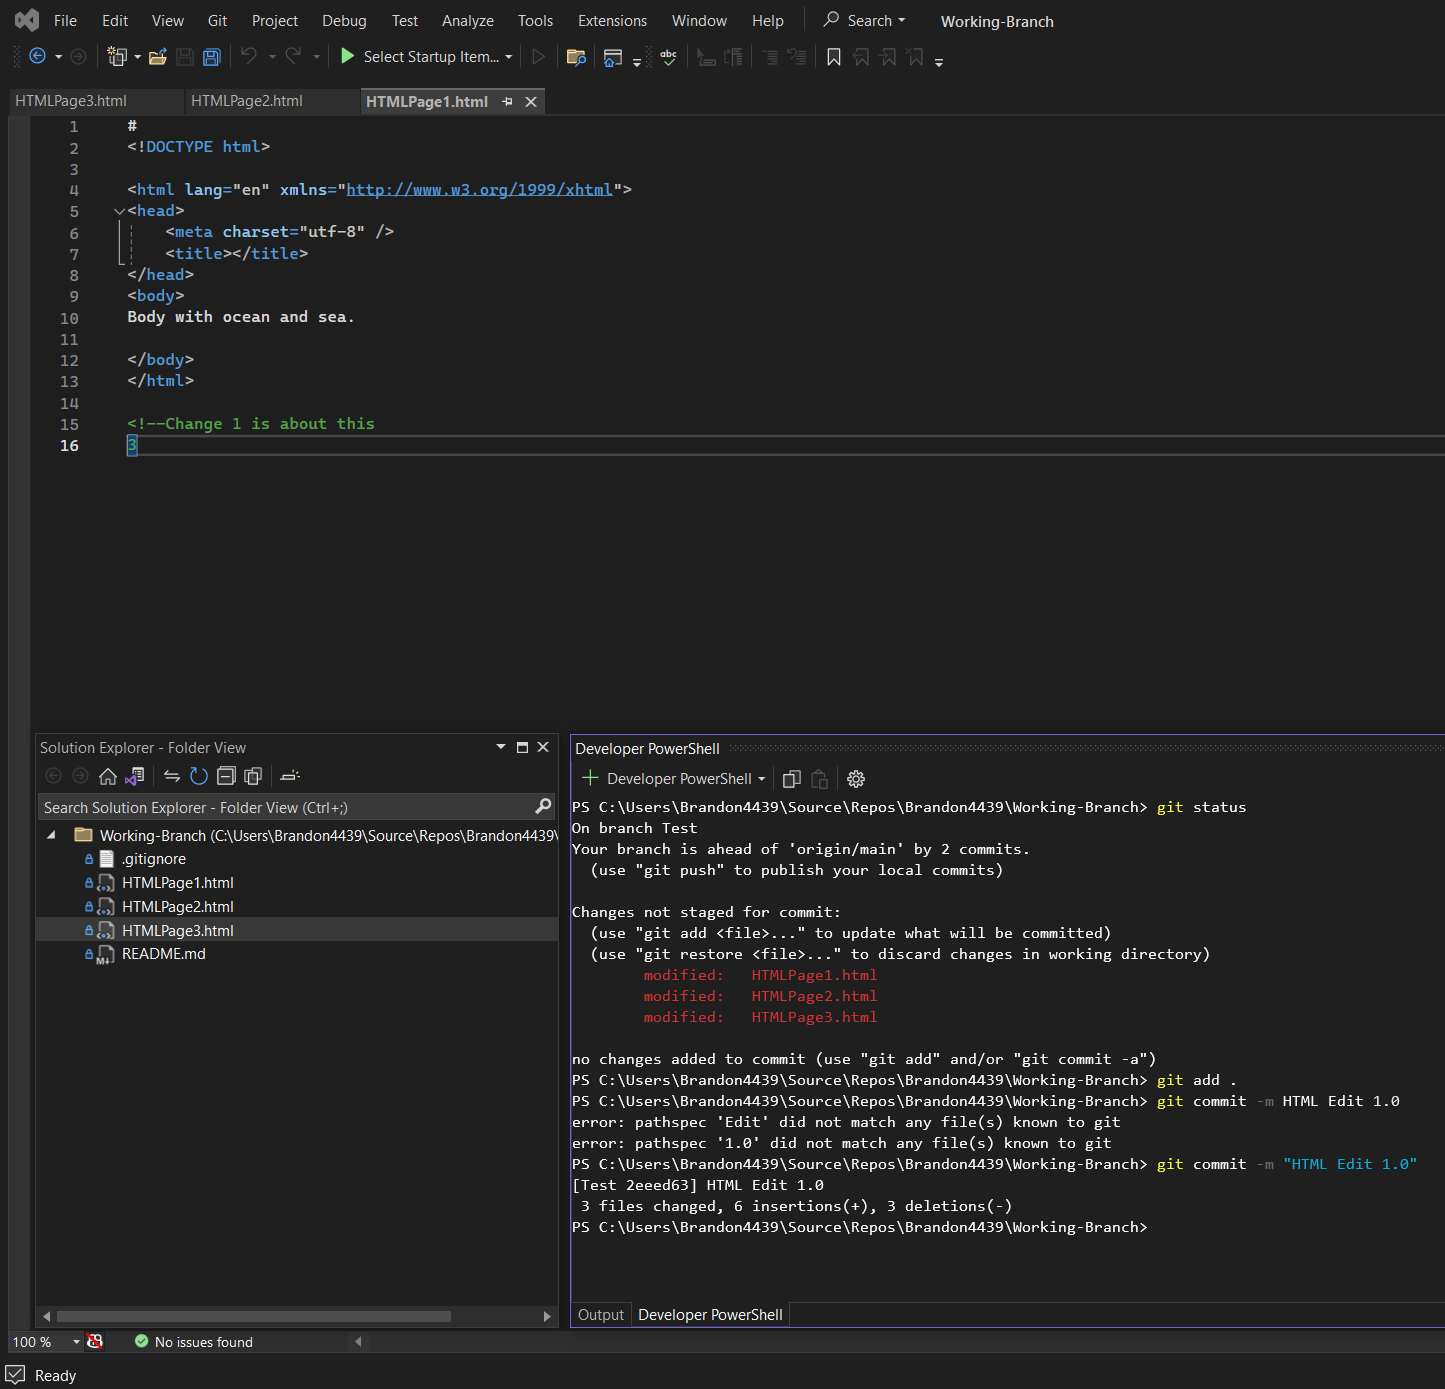 File Edit View Git Project Debug Test Analyze Tools Extensions Window Help Search Working-Branch
Select Startup Item...
HTMLPage3.html HTMLPage2.html HTMLPage1.html
1 #
2 <!DOCTYPE html>
3
4 <html lang="en" xmlns="http://www.w3.org/1999/xhtml">
5 <head>
6 <meta charset="utf-8" />
7 <title></title>
8 </head>
9 <body>
10 Body with ocean and sea.
11
12 </body>
13 </html>
14
15 <!--Change 1 is about this
16 3
Solution Explorer - Folder View
Search Solution Explorer - Folder View (Ctrl+;)
Working-Branch (C:\Users\Brandon4439\Source\Repos\Brandon4439\
.gitignore
HTMLPage1.html
HTMLPage2.html
HTMLPage3.html
README.md
Developer PowerShell
Developer PowerShell
PS C:\Users\Brandon4439\Source\Repos\Brandon4439\Working-Branch> git status
On branch Test
Your branch is ahead of 'origin/main' by 2 commits.
(use "git push" to publish your local commits)
Changes not staged for commit:
(use "git add <file>..." to update what will be committed)
(use "git restore <file>..." to discard changes in working directory)
modified: HTMLPage1.html
modified: HTMLPage2.html
modified: HTMLPage3.html
no changes added to commit (use "git add" and/or "git commit -a")
PS C:\Users\Brandon4439\Source\Repos\Brandon4439\Working-Branch> git add .
PS C:\Users\Brandon4439\Source\Repos\Brandon4439\Working-Branch> git commit -m HTML Edit 1.0
error: pathspec 'Edit' did not match any file(s) known to git
error: pathspec '1.0' did not match any file(s) known to git
PS C:\Users\Brandon4439\Source\Repos\Brandon4439\Working-Branch> git commit -m "HTML Edit 1.0"
[Test 2eeed63] HTML Edit 1.0
3 files changed, 6 insertions(+), 3 deletions(-)
PS C:\Users\Brandon4439\Source\Repos\Brandon4439\Working-Branch>
Output Developer PowerShell
100 % No issues found
Ready